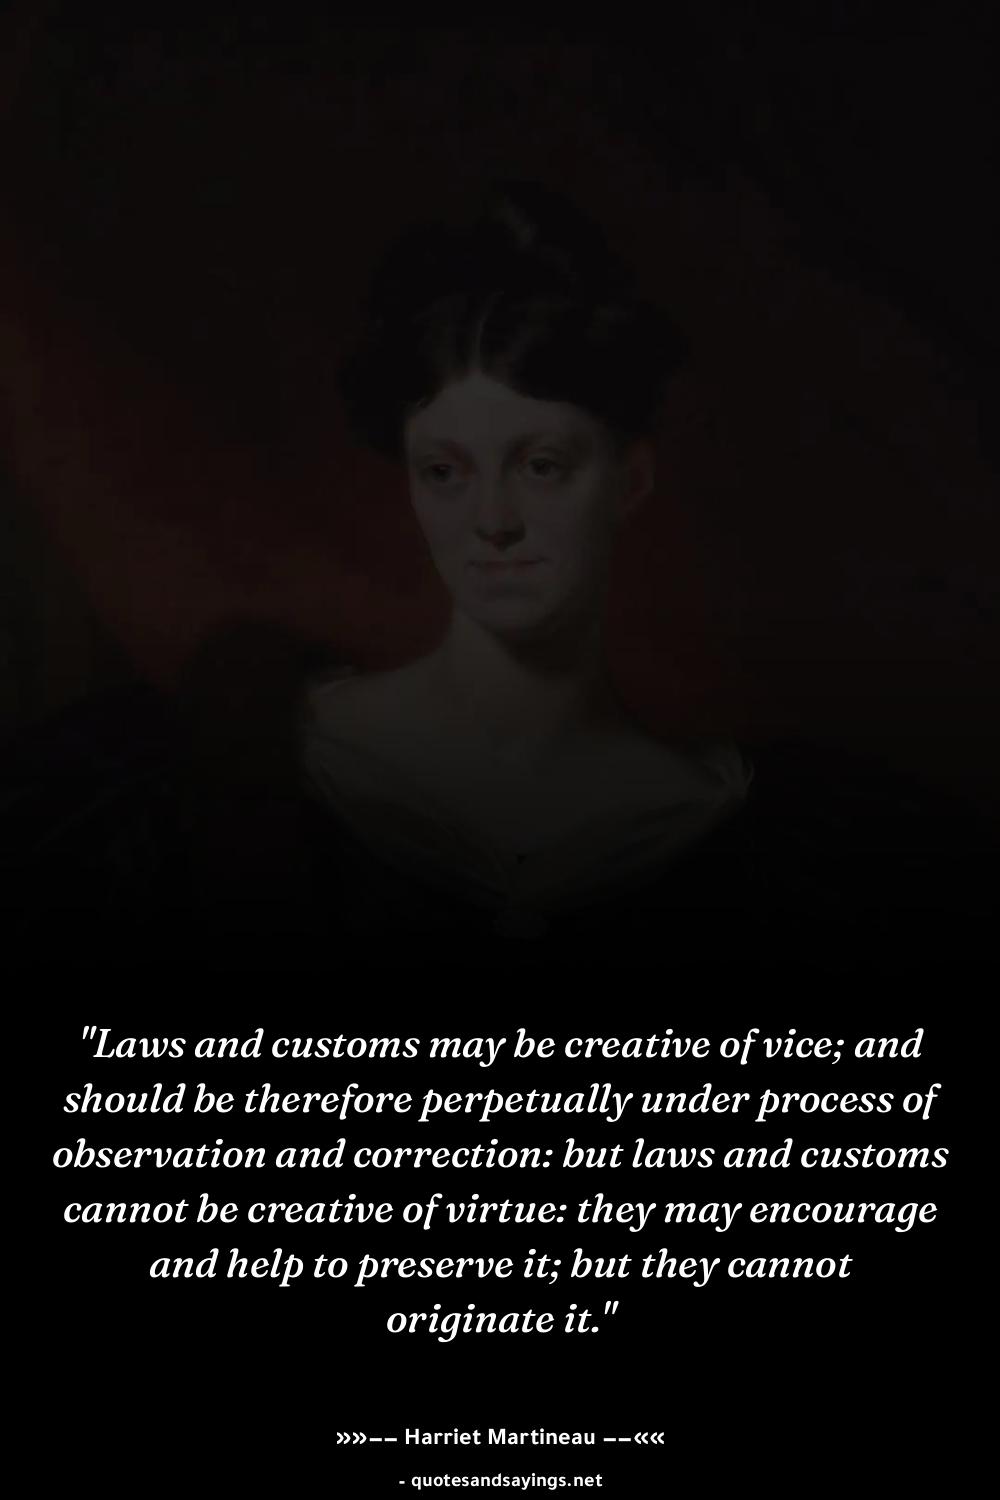 "Laws and customs may be creative of vice; and
should be therefore perpetually under process of
observation and correction: but laws and customs
cannot be creative of virtue: they may encourage
and help to preserve it; but they cannot
originate it."
»»−− Harriet Martineau −−««
- quotesandsayings.net